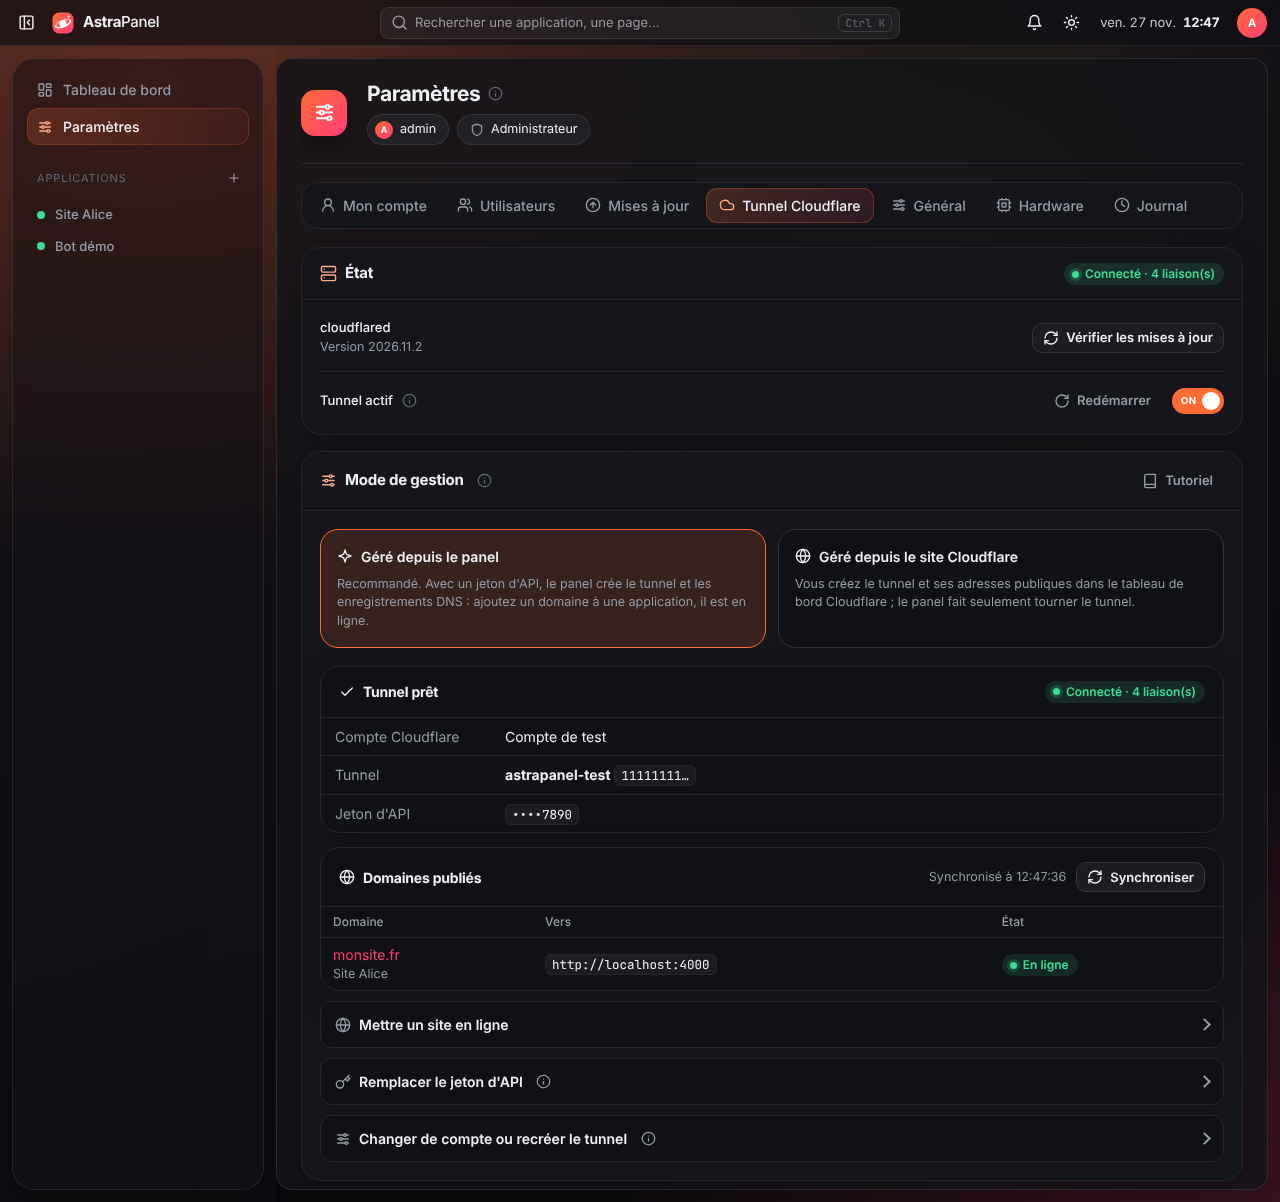 AstraPanel
Rechercher une application, une page...
Ctrl K
ven. 27 nov. 12:47
A
Tableau de bord
Paramètres
APPLICATIONS
Site Alice
Bot démo
Paramètres
A admin
Administrateur
Mon compte
Utilisateurs
Mises à jour
Tunnel Cloudflare
Général
Hardware
Journal
État
Connecté · 4 liaison(s)
cloudflared
Version 2026.11.2
Vérifier les mises à jour
Tunnel actif
Redémarrer
ON
Mode de gestion
Tutoriel
Géré depuis le panel
Recommandé. Avec un jeton d'API, le panel crée le tunnel et les
enregistrements DNS : ajoutez un domaine à une application, il est en
ligne.
Géré depuis le site Cloudflare
Vous créez le tunnel et ses adresses publiques dans le tableau de
bord Cloudflare ; le panel fait seulement tourner le tunnel.
Tunnel prêt
Connecté · 4 liaison(s)
Compte Cloudflare
Compte de test
Tunnel
astrapanel-test 11111111…
Jeton d'API
••••7890
Domaines publiés
Synchronisé à 12:47:36
Synchroniser
Domaine
Vers
État
monsite.fr
Site Alice
http://localhost:4000
En ligne
Mettre un site en ligne
Remplacer le jeton d'API
Changer de compte ou recréer le tunnel